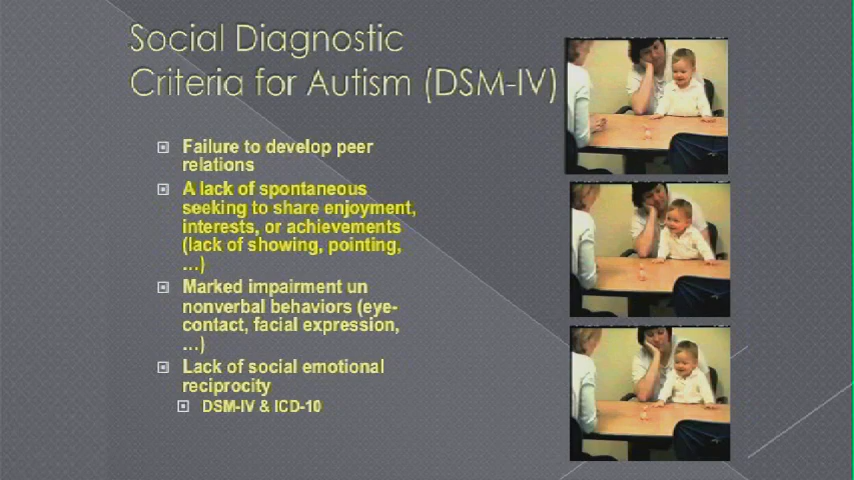 Social Diagnostic
Criteria for Autism (DSM-IV)
Failure to develop peer
relations
A lack of spontaneous
seeking to share enjoyment,
interests, or achievements
(lack of showing, pointing,
…)
Marked impairment un
nonverbal behaviors (eye-
contact, facial expression,
…)
Lack of social emotional
reciprocity
DSM-IV & ICD-10